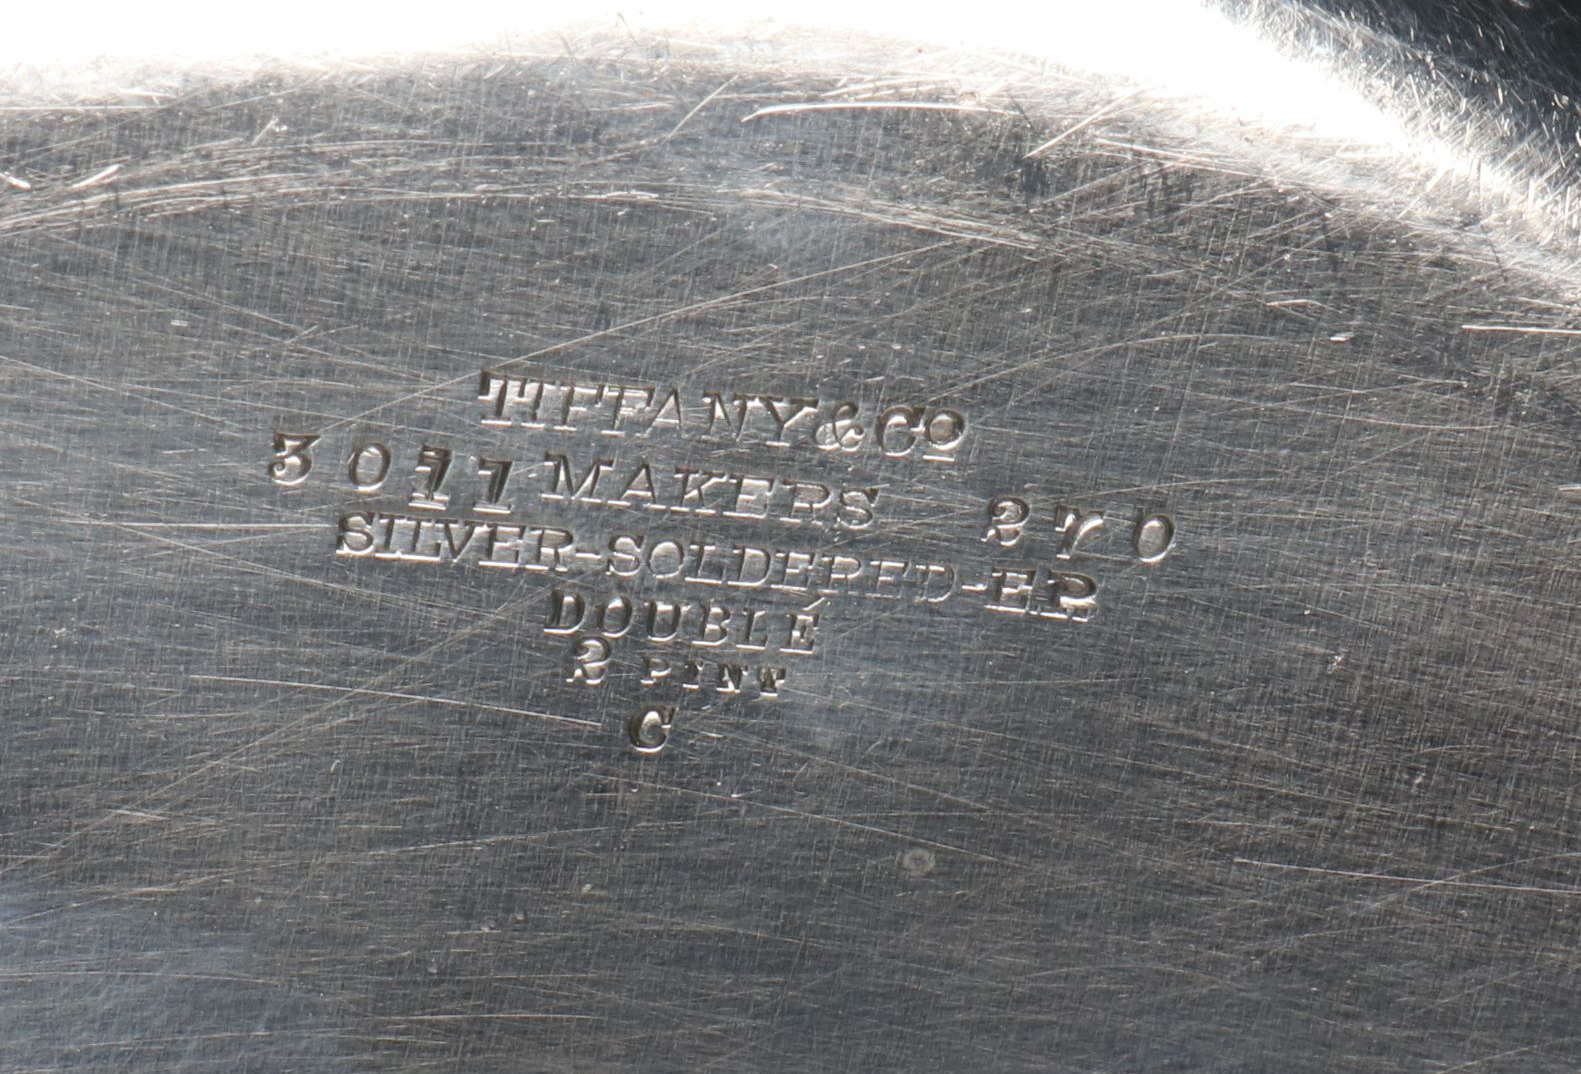 TIFFANY & Co
3011 MAKERS 270
SILVER-SOLDERED-EP
DOUBLÉ
2 PINT
C